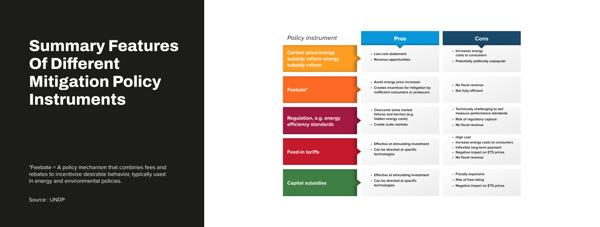 Summary Features
Of Different
Mitigation Policy
Instruments
*Feebate = A policy mechanism that combines fees and
rebates to incentivize desirable behavior, typically used
in energy and environmental policies.
Source : UNDP
Policy instrument
Pros
Cons
Carbon price/energy
subsidy reform energy
subsidy reform
• Low-cost abatement
• Revenue opportunities
• Increase energy
costs to consumers
• Potentially politically unpopular
Feebate*
• Avoid energy price increases
• Creates incentives for mitigation by
inefficient consumers or producers
• No fiscal revenue
• Not fully efficient
Regulation, e.g. energy
efficiency standards
• Overcome some market
failures and barriers (e.g.
hidden energy costs)
• Create scale markets
• Technically challenging to set/
measure performance standards
• Risk of regulatory capture
• No fiscal revenue
Feed-in tariffs
• Effective at stimulating investment
• Can be directed at specific
technologies
• High cost
• Increase energy costs to consumers
• Inflexible long-term payment
• Negative impact on ETS prices
• No fiscal revenue
Capital subsidies
• Effective at stimulating investment
• Can be directed at specific
technologies
• Fiscally expensive
• Risk of free-riding
• Negative impact on ETS prices